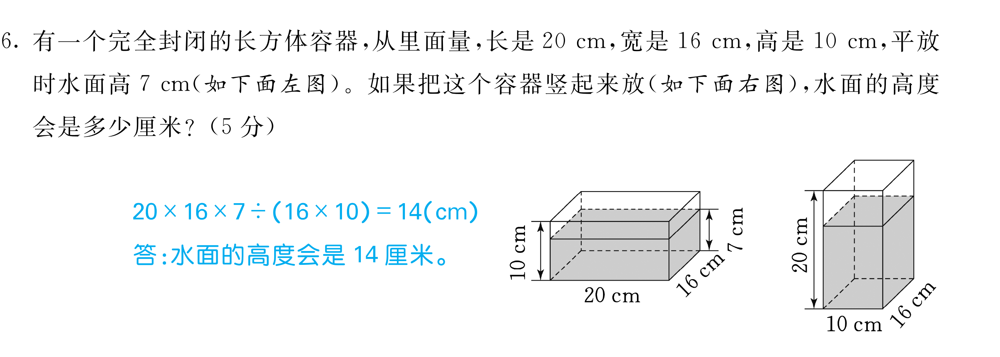 6. 有一个完全封闭的长方体容器,从里面量,长是 20 cm,宽是 16 cm,高是 10 cm,平放
时水面高 7 cm(如下面左图)。如果把这个容器竖起来放(如下面右图),水面的高度
会是多少厘米?(5 分)
20×16×7÷(16×10)=14(cm)
答:水面的高度会是 14 厘米。
10 cm
20 cm
16 cm
7 cm
20 cm
10 cm
16 cm